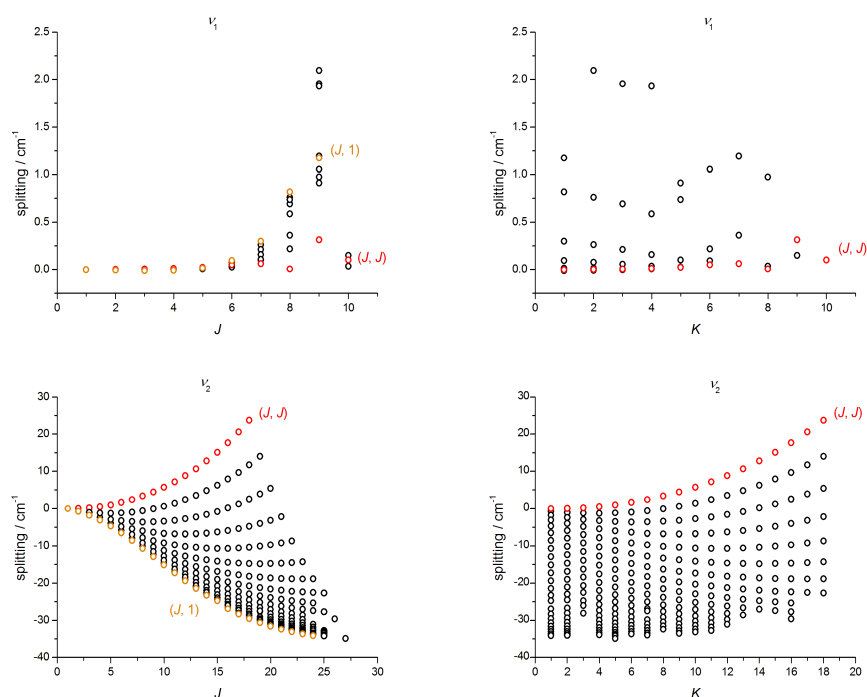 ν1
splitting / cm-1
2.5
2.0
1.5
1.0
0.5
0.0
(J, 1)
(J, J)
0 2 4 6 8 10
J
ν1
splitting / cm-1
2.5
2.0
1.5
1.0
0.5
0.0
(J, J)
0 2 4 6 8 10
K
ν2
splitting / cm-1
30
20
10
0
-10
-20
-30
-40
(J, J)
(J, 1)
0 5 10 15 20 25 30
J
ν2
splitting / cm-1
30
20
10
0
-10
-20
-30
-40
(J, J)
0 2 4 6 8 10 12 14 16 18 20
K